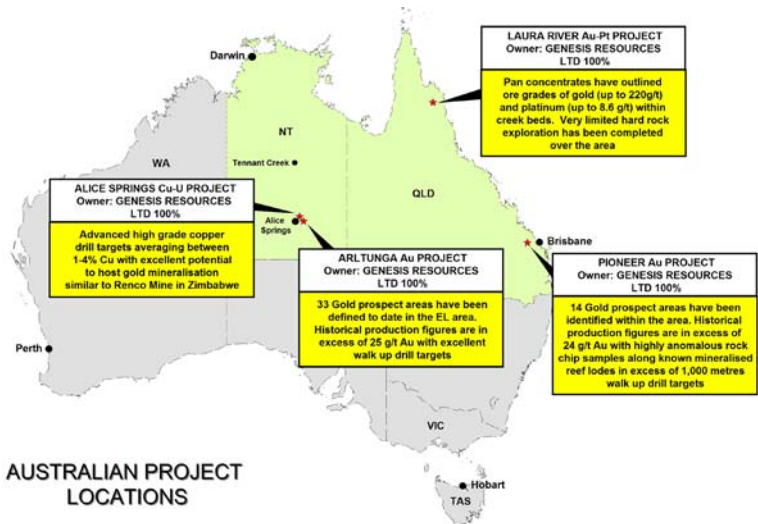 LAURA RIVER Au-Pt PROJECT
Owner: GENESIS RESOURCES
LTD 100%
Pan concentrates have outlined
ore grades of gold (up to 220g/t)
and platinum (up to 8.6 g/t) within
creek beds. Very limited hard rock
exploration has been completed
over the area
Darwin
NT
WA
Tennant Creek
QLD
ALICE SPRINGS Cu-U PROJECT
Owner: GENESIS RESOURCES
LTD 100%
Advanced high grade copper
drill targets averaging between
1-4% Cu with excellent potential
to host gold mineralisation
similar to Renco Mine in Zimbabwe
Alice
Springs
Brisbane
ARLTUNGA Au PROJECT
Owner: GENESIS RESOURCES
LTD 100%
33 Gold prospect areas have been
defined to date in the EL area.
Historical production figures are in
excess of 25 g/t Au with excellent
walk up drill targets
PIONEER Au PROJECT
Owner: GENESIS RESOURCES
LTD 100%
14 Gold prospect areas have been
identified within the area. Historical
production figures are in excess of
24 g/t Au with highly anomalous rock
chip samples along known mineralised
reef lodes in excess of 1,000 metres
walk up drill targets
Perth
VIC
Hobart
TAS
AUSTRALIAN PROJECT
LOCATIONS